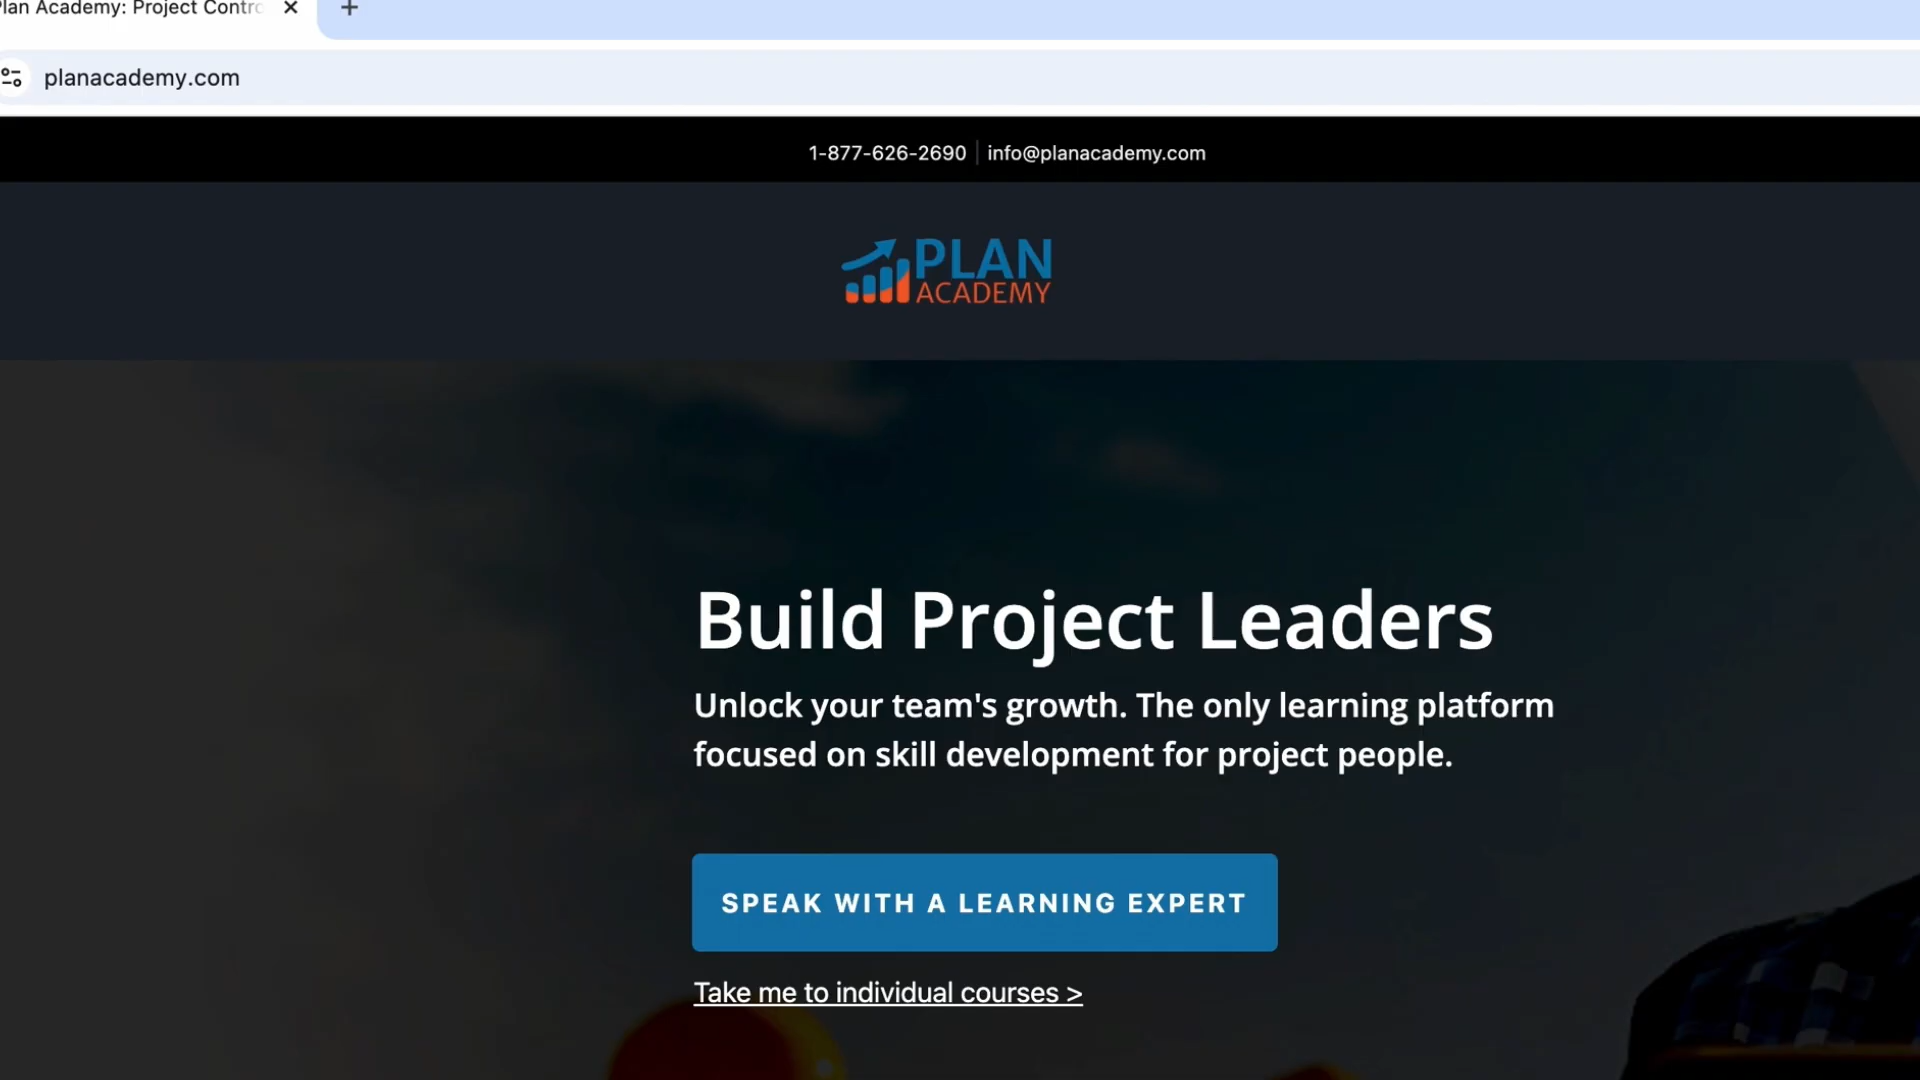 lan Academy: Project Contro
planacademy.com
1-877-626-2690 info@planacademy.com
PLAN
ACADEMY
Build Project Leaders
Unlock your team's growth. The only learning platform
focused on skill development for project people.
SPEAK WITH A LEARNING EXPERT
Take me to individual courses >